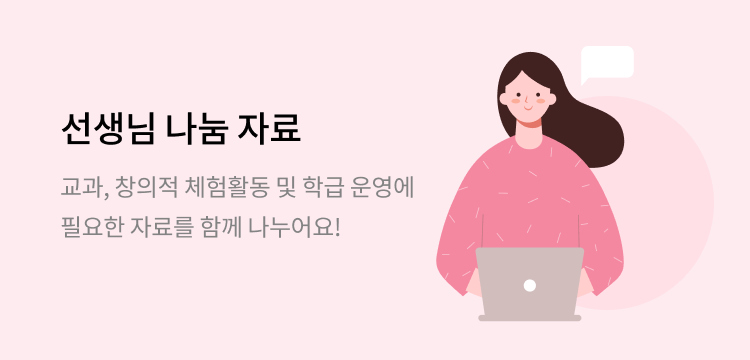 선생님 나눔 자료
교과, 창의적 체험활동 및 학급 운영에
필요한 자료를 함께 나누어요!